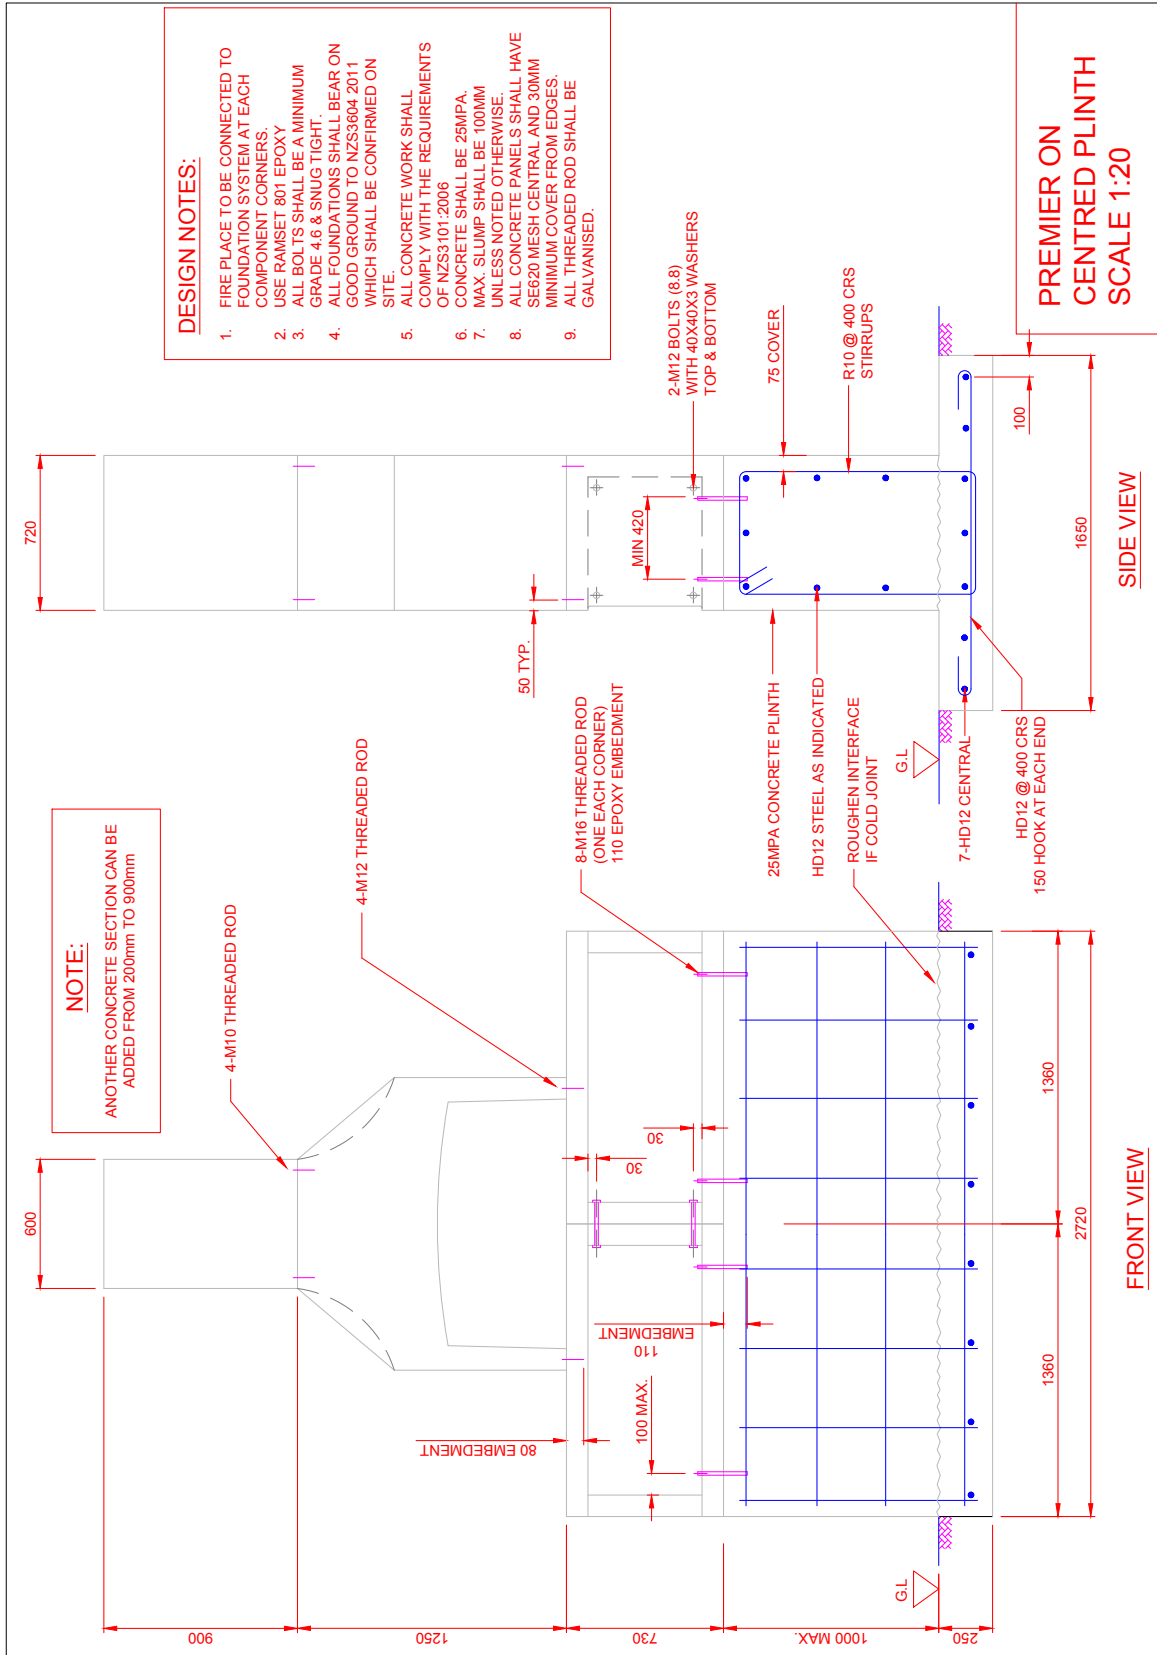 DESIGN NOTES:
1. FIRE PLACE TO BE CONNECTED TO
FOUNDATION SYSTEM AT EACH
COMPONENT CORNERS.
2. USE RAMSET 801 EPOXY
3. ALL BOLTS SHALL BE A MINIMUM
GRADE 4.6 & SNUG TIGHT.
4. ALL FOUNDATIONS SHALL BEAR ON
GOOD GROUND TO NZS3604 2011
WHICH SHALL BE CONFIRMED ON
SITE.
5. ALL CONCRETE WORK SHALL
COMPLY WITH THE REQUIREMENTS
OF NZS3101:2006
6. CONCRETE SHALL BE 25MPA.
7. MAX. SLUMP SHALL BE 100MM
UNLESS NOTED OTHERWISE.
8. ALL CONCRETE PANELS SHALL HAVE
SE620 MESH CENTRAL AND 30MM
MINIMUM COVER FROM EDGES.
9. ALL THREADED ROD SHALL BE
GALVANISED.
NOTE:
ANOTHER CONCRETE SECTION CAN BE
ADDED FROM 200mm TO 900mm
600
4-M10 THREADED ROD
4-M12 THREADED ROD
8-M16 THREADED ROD
(ONE EACH CORNER)
110 EPOXY EMBEDMENT
900
1250
730
1000 MAX.
250
80 EMBEDMENT
100 MAX.
110
EMBEDMENT
30
30
G.L
1360
1360
2720
FRONT VIEW
720
50 TYP.
MIN 420
2-M12 BOLTS (8.8)
WITH 40X40X3 WASHERS
TOP & BOTTOM
75 COVER
R10 @ 400 CRS
STIRRUPS
25MPA CONCRETE PLINTH
HD12 STEEL AS INDICATED
ROUGHEN INTERFACE
IF COLD JOINT
G.L
7-HD12 CENTRAL
HD12 @ 400 CRS
150 HOOK AT EACH END
100
1650
SIDE VIEW
PREMIER ON
CENTRED PLINTH
SCALE 1:20